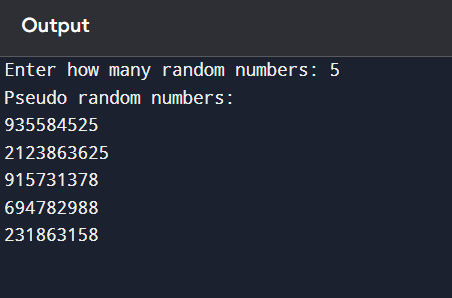 Output
Enter how many random numbers: 5
Pseudo random numbers:
935584525
2123863625
915731378
694782988
231863158